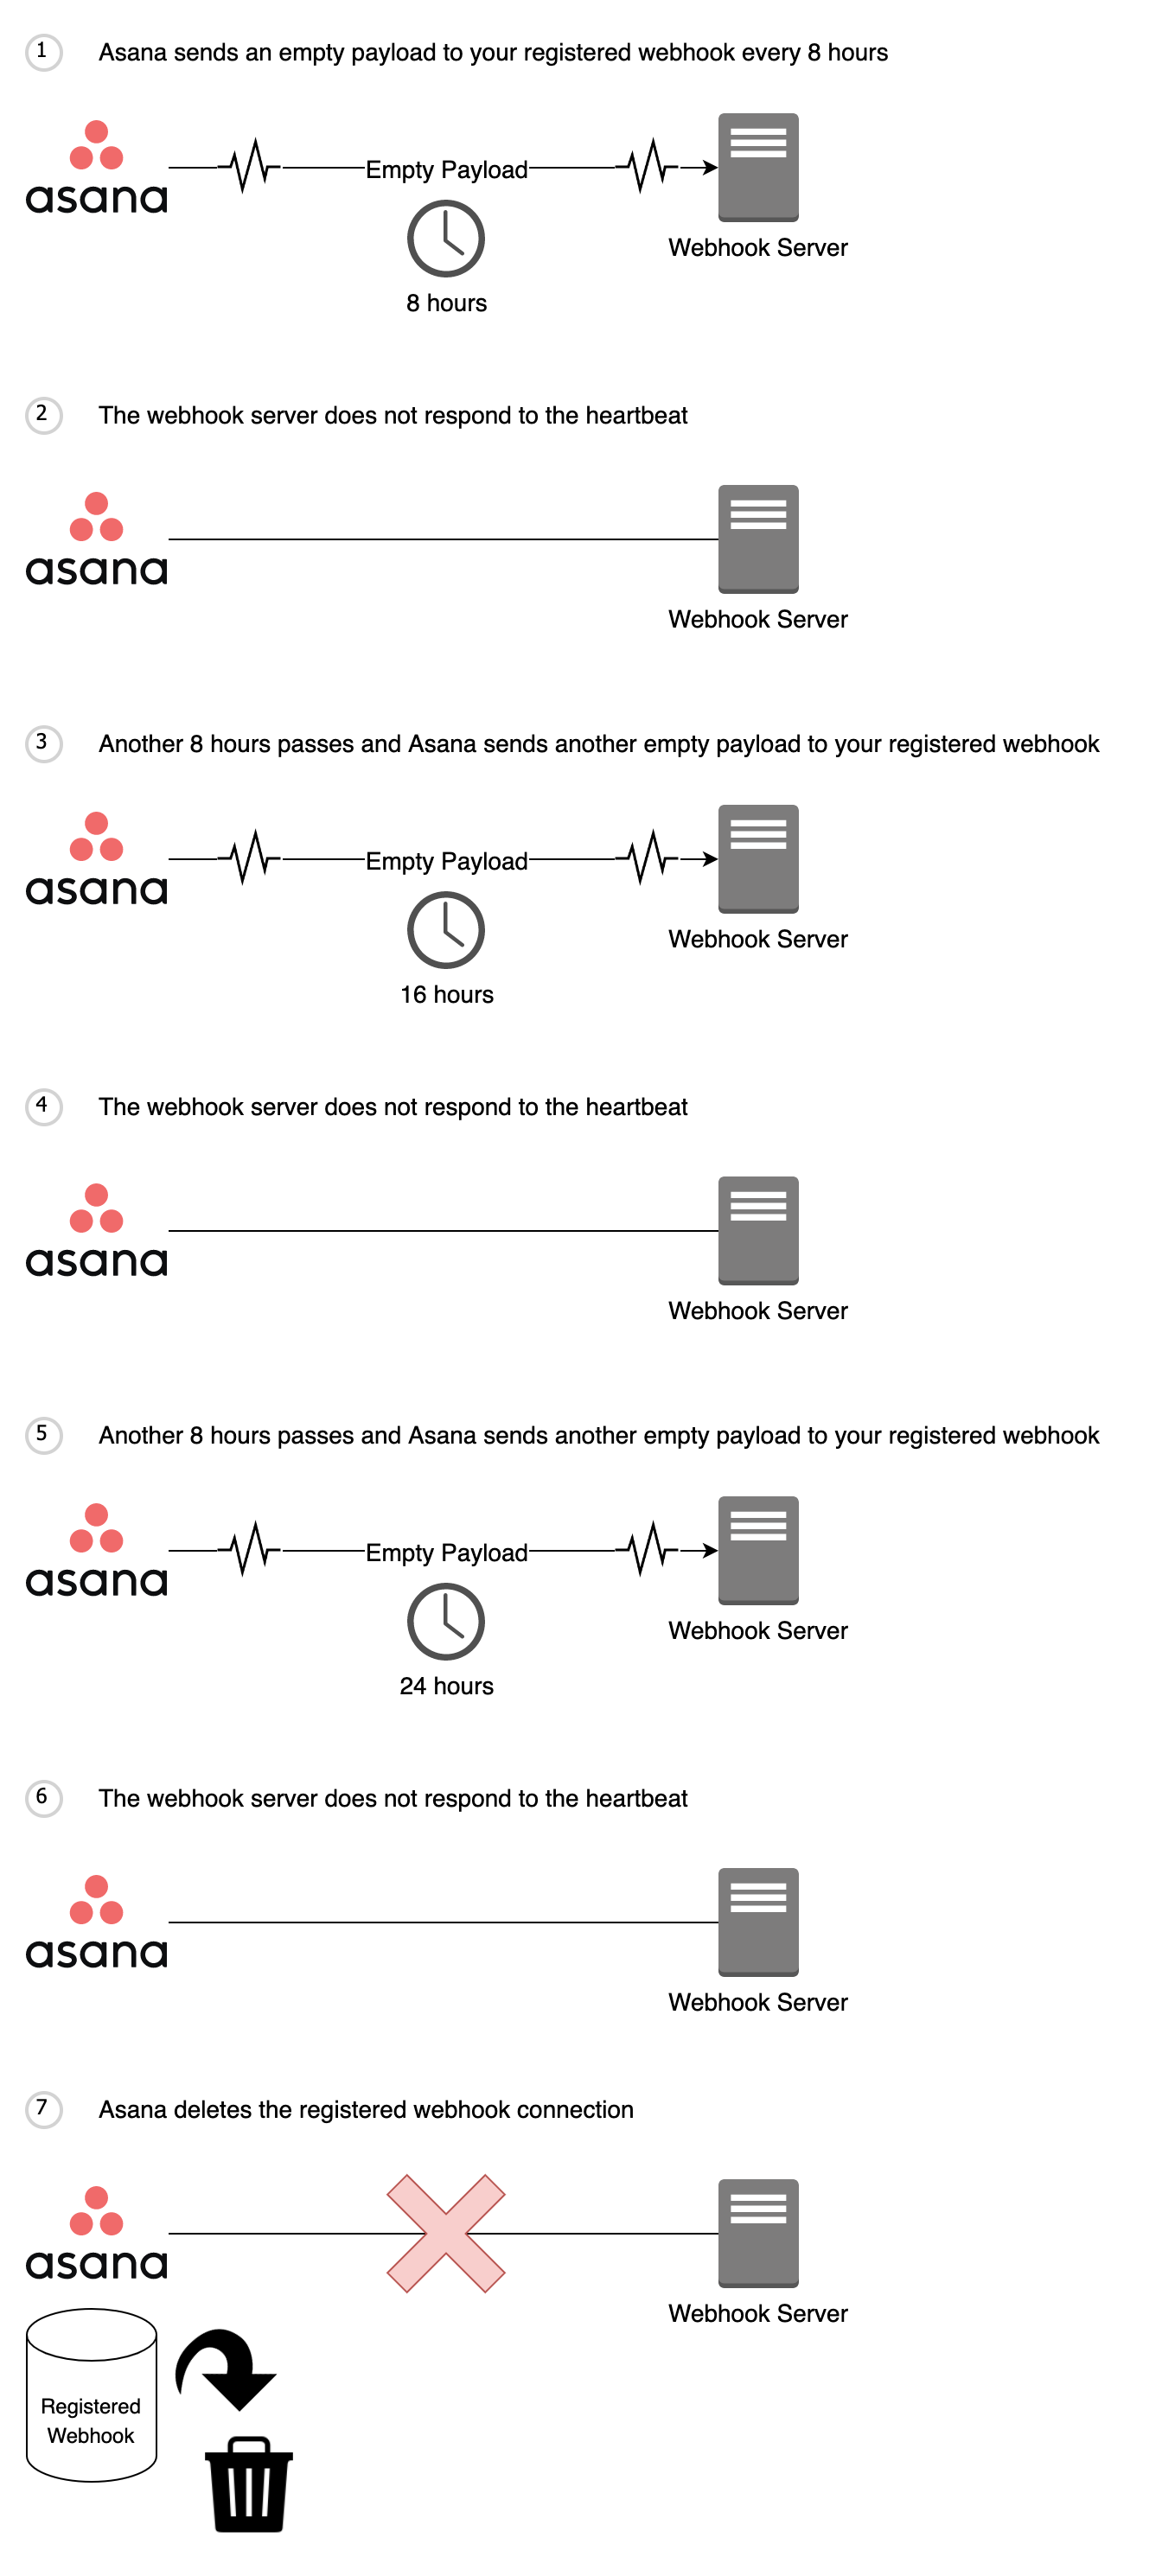 1
Asana sends an empty payload to your registered webhook every 8 hours
asana
Empty Payload
8 hours
Webhook Server
2
The webhook server does not respond to the heartbeat
asana
Webhook Server
3
Another 8 hours passes and Asana sends another empty payload to your registered webhook
asana
Empty Payload
16 hours
Webhook Server
4
The webhook server does not respond to the heartbeat
asana
Webhook Server
5
Another 8 hours passes and Asana sends another empty payload to your registered webhook
asana
Empty Payload
24 hours
Webhook Server
6
The webhook server does not respond to the heartbeat
asana
Webhook Server
7
Asana deletes the registered webhook connection
asana
Webhook Server
Registered
Webhook